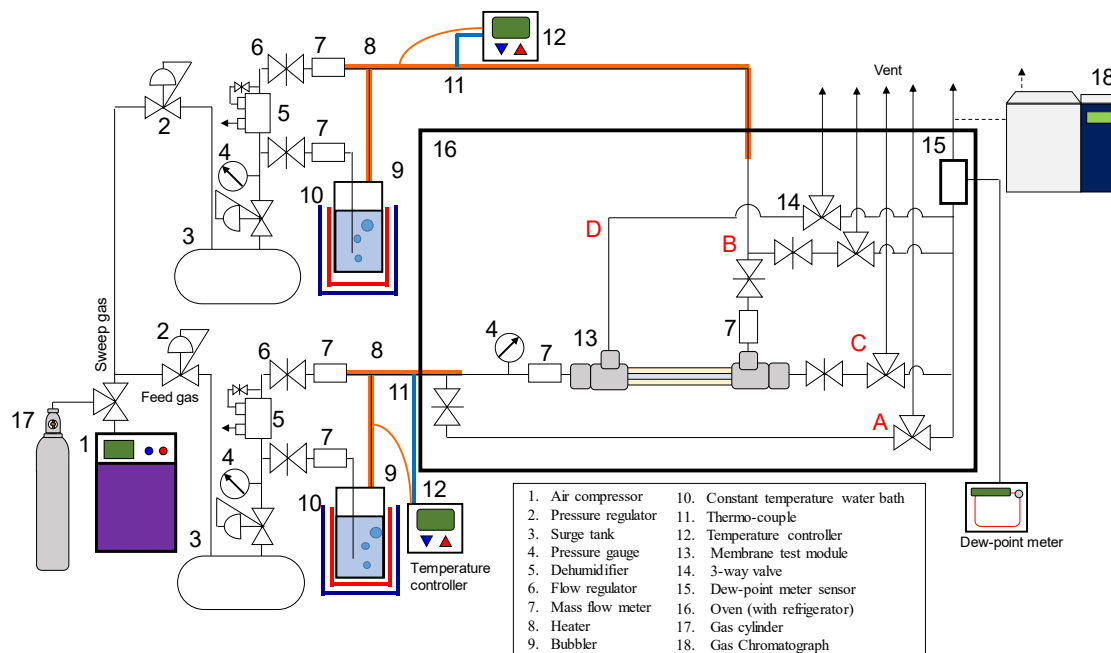 12
6
7
8
11
Vent
18
2
5
7
16
15
4
9
10
14
3
D
B
Sweep gas
2
4
13
7
C
6
7
8
7
11
Feed gas
17
1
5
7
A
4
9
10
12
3
Temperature
controller
Dew-point meter
1. Air compressor
2. Pressure regulator
3. Surge tank
4. Pressure gauge
5. Dehumidifier
6. Flow regulator
7. Mass flow meter
8. Heater
9. Bubbler
10. Constant temperature water bath
11. Thermo-couple
12. Temperature controller
13. Membrane test module
14. 3-way valve
15. Dew-point meter sensor
16. Oven (with refrigerator)
17. Gas cylinder
18. Gas Chromatograph